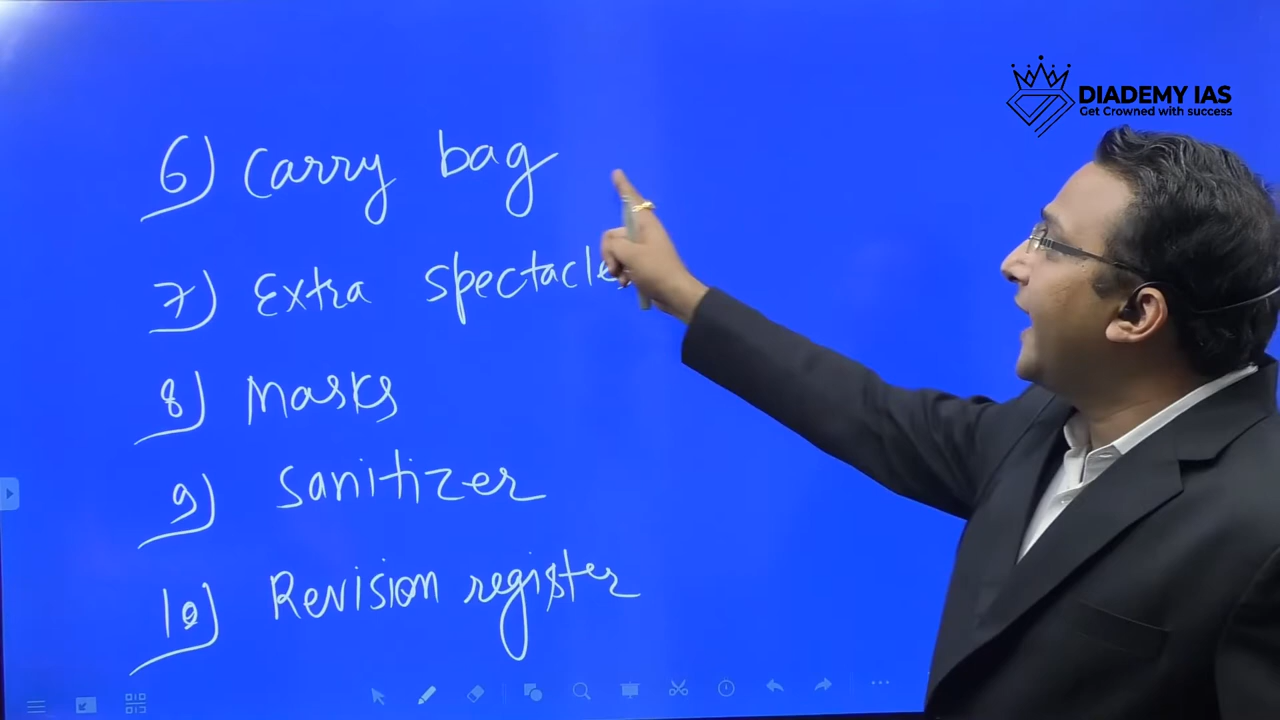 DIADEMY IAS
Get Crowned with success
6) Carry bag
7) Extra spectacle
8) Masks
9) Sanitizer
10) Revision register